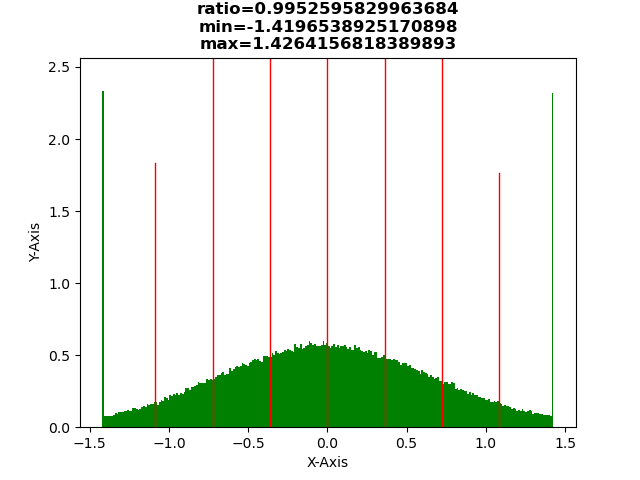 ratio=0.9952595829963684
min=-1.4196538925170898
max=1.4264156818389893
2.5
2.0
1.5
1.0
0.5
0.0
Y-Axis
−1.5 −1.0 −0.5 0.0 0.5 1.0 1.5
X-Axis